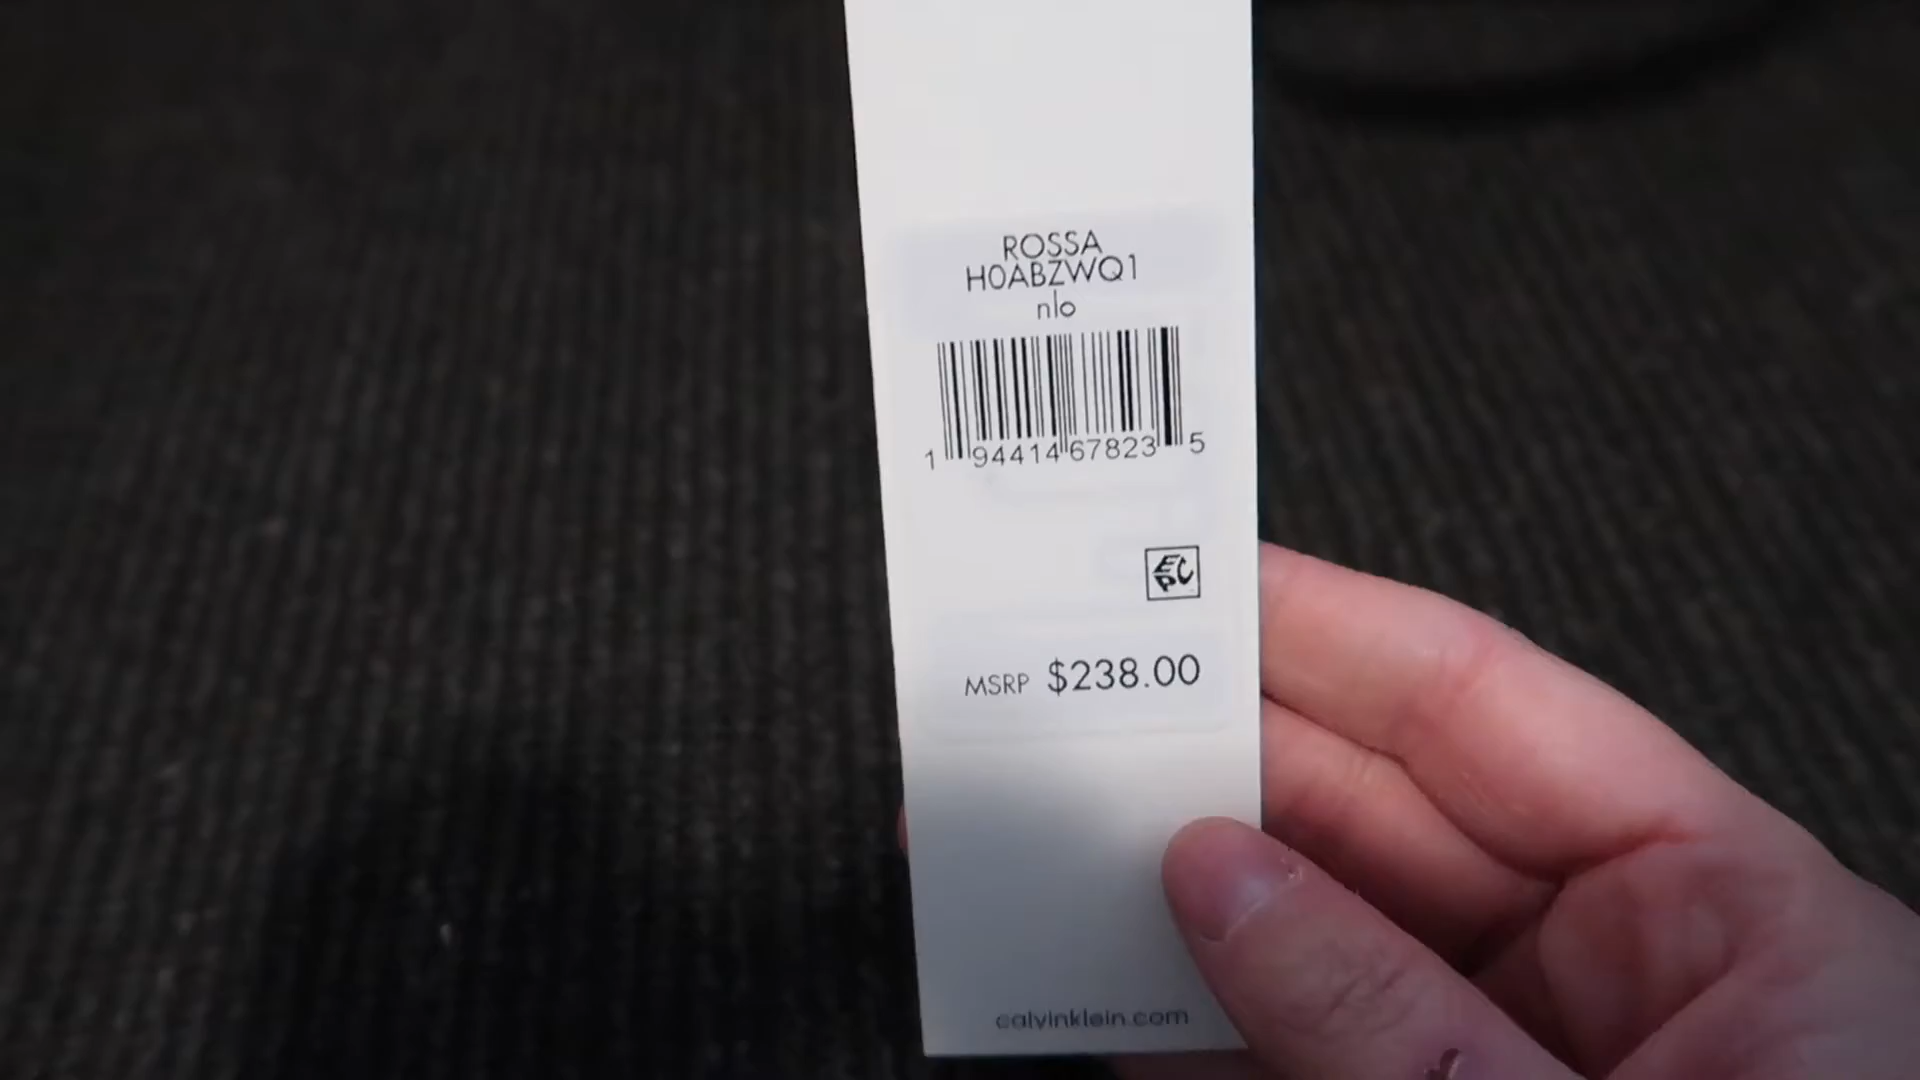 ROSSA
H0ABZWQ1
nlo
1 94414 67823 5
EPC
MSRP $238.00
calvinklein.com